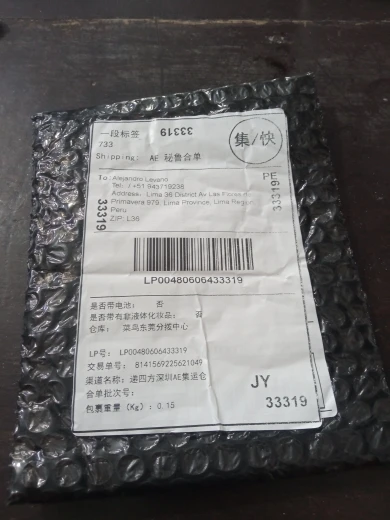 一段标签
33319
733
集/快
Shipping: AE 秘鲁合单
To: Alejandro Levano
Tel: / +51 943719238
Address: Lima 36 District Av Las Flores de
Primavera 979, Lima Province, Lima Region,
Peru
ZIP: L36
PE
33319
33319
LP00480606433319
是否带电池: 否
是否带有意液体化妆品: 否
仓库: 菜鸟东莞分拨中心
LP号: LP00480606433319
交易单号: 8141569225621049
渠道名称: 递四方深圳AE集运仓
合单批次号:
包裹重量 (Kg): 0.15
JY
33319